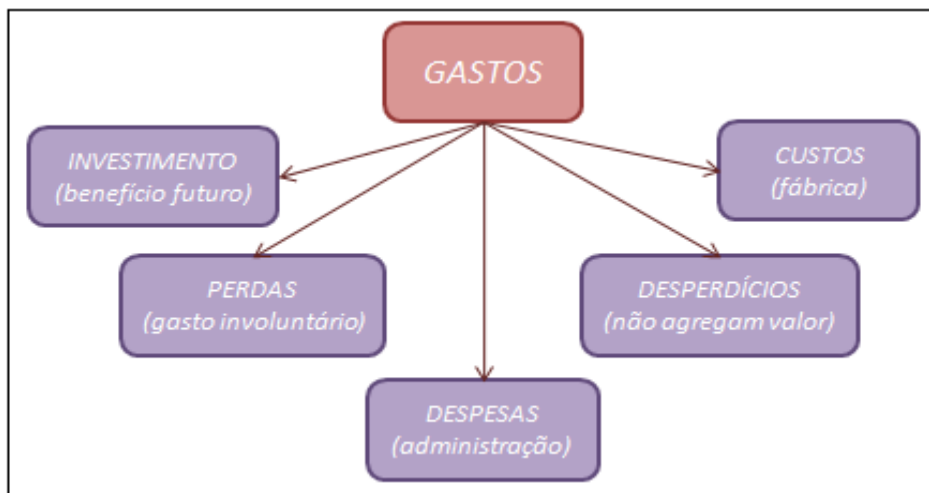 GASTOS
INVESTIMENTO
(benefício futuro)
CUSTOS
(fábrica)
PERDAS
(gasto involuntário)
DESPERDÍCIOS
(não agregam valor)
DESPESAS
(administração)